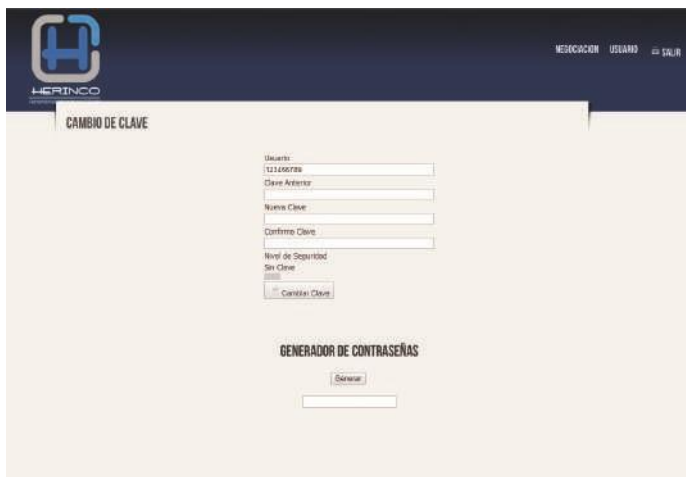 HERINCO
NEGOCIACION USUARIO SALIR
CAMBIO DE CLAVE
Usuario
123456789
Clave Anterior
Nueva Clave
Confirme Clave
Nivel de Seguridad
Sin Clave
Cambiar Clave
GENERADOR DE CONTRASEÑAS
Generar